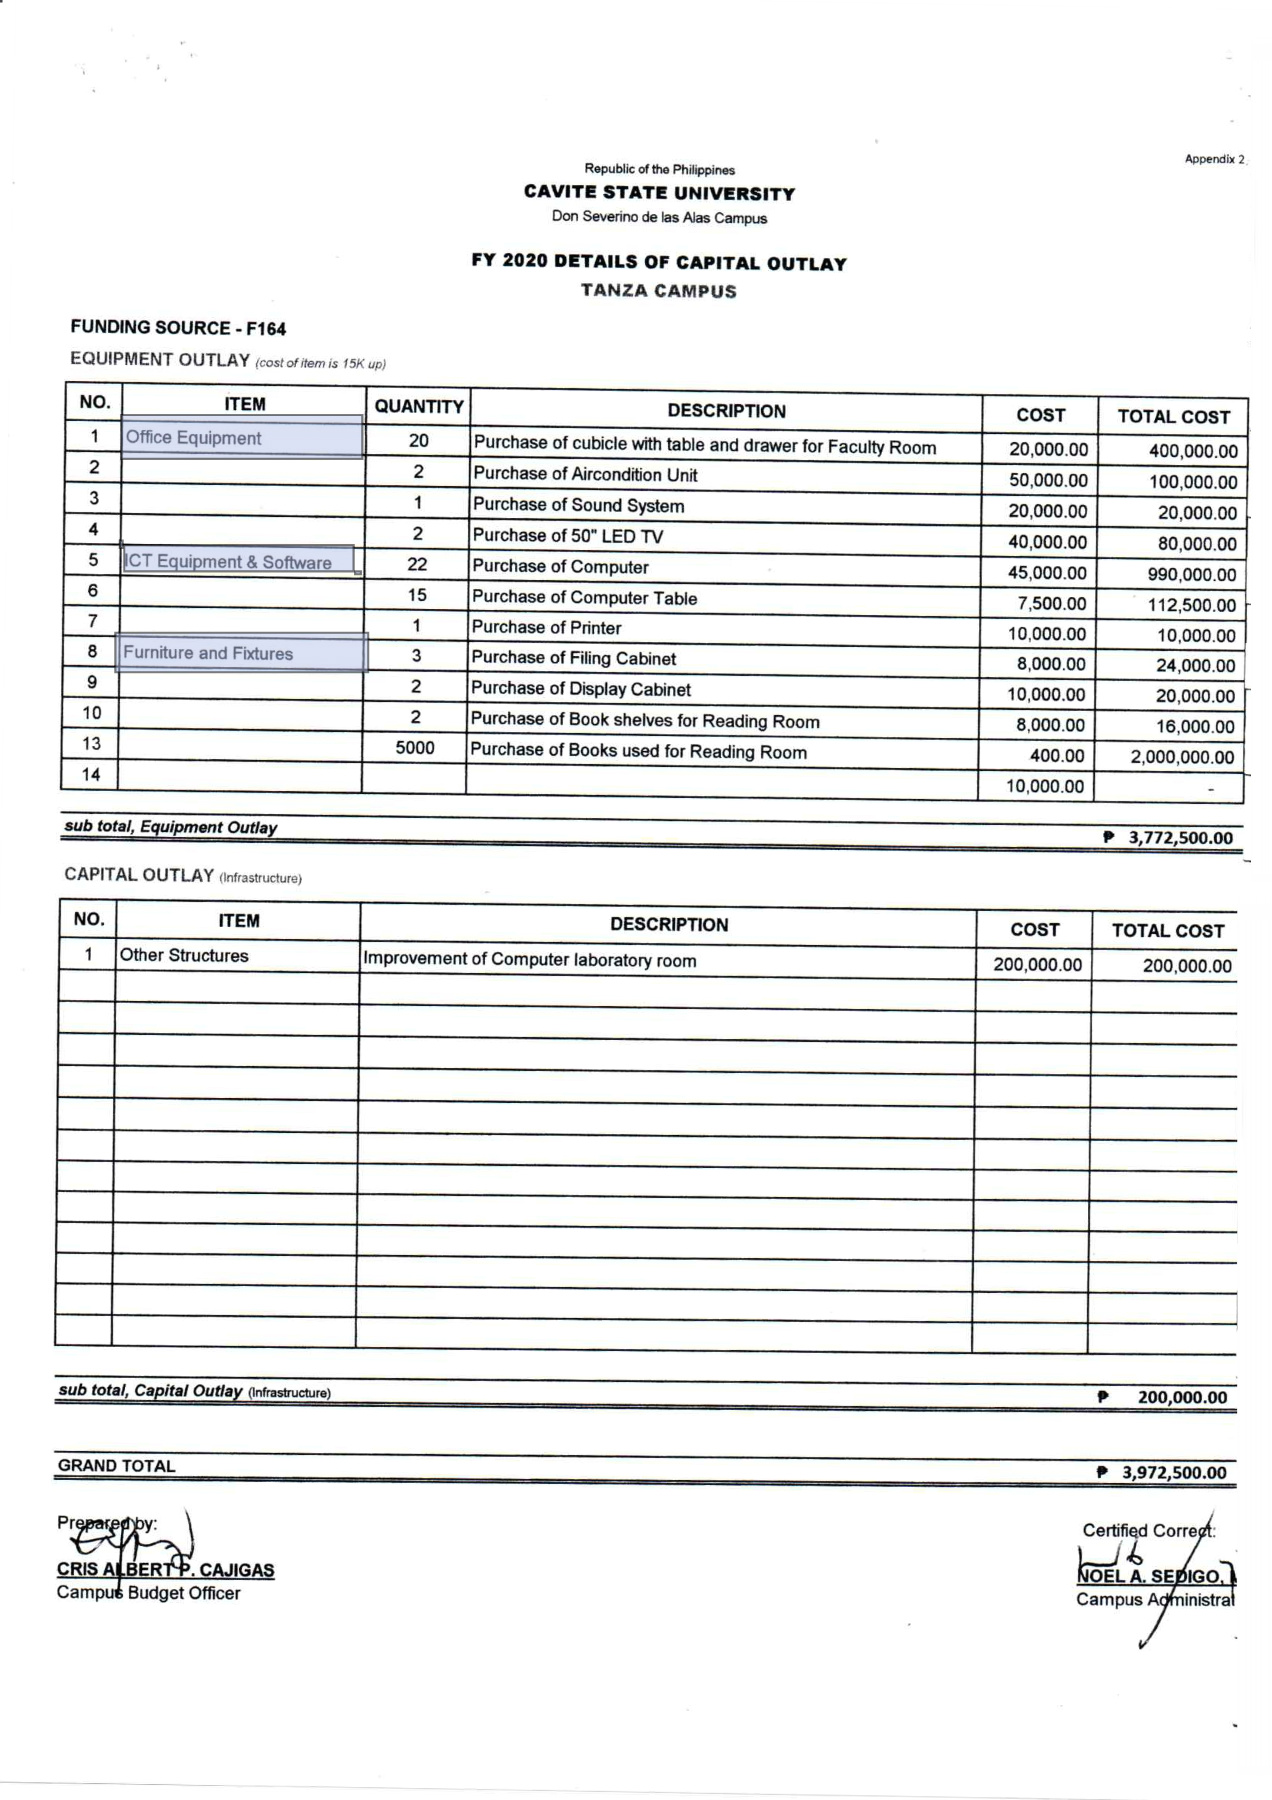 Appendix 2
Republic of the Philippines
CAVITE STATE UNIVERSITY
Don Severino de las Alas Campus
FY 2020 DETAILS OF CAPITAL OUTLAY
TANZA CAMPUS
FUNDING SOURCE - F164
EQUIPMENT OUTLAY (cost of item is 15K up)
NO. ITEM QUANTITY DESCRIPTION COST TOTAL COST
1 Office Equipment 20 Purchase of cubicle with table and drawer for Faculty Room 20,000.00 400,000.00
2 2 Purchase of Aircondition Unit 50,000.00 100,000.00
3 1 Purchase of Sound System 20,000.00 20,000.00
4 2 Purchase of 50" LED TV 40,000.00 80,000.00
5 ICT Equipment & Software 22 Purchase of Computer 45,000.00 990,000.00
6 15 Purchase of Computer Table 7,500.00 112,500.00
7 1 Purchase of Printer 10,000.00 10,000.00
8 Furniture and Fixtures 3 Purchase of Filing Cabinet 8,000.00 24,000.00
9 2 Purchase of Display Cabinet 10,000.00 20,000.00
10 2 Purchase of Book shelves for Reading Room 8,000.00 16,000.00
13 5000 Purchase of Books used for Reading Room 400.00 2,000,000.00
14 10,000.00 -
sub total, Equipment Outlay ₱ 3,772,500.00
CAPITAL OUTLAY (Infrastructure)
NO. ITEM DESCRIPTION COST TOTAL COST
1 Other Structures Improvement of Computer laboratory room 200,000.00 200,000.00
sub total, Capital Outlay (Infrastructure) ₱ 200,000.00
GRAND TOTAL ₱ 3,972,500.00
Prepared by: Certified Correct:
CRIS ALBERT P. CAJIGAS NOEL A. SEDIGO,
Campus Budget Officer Campus Administrat